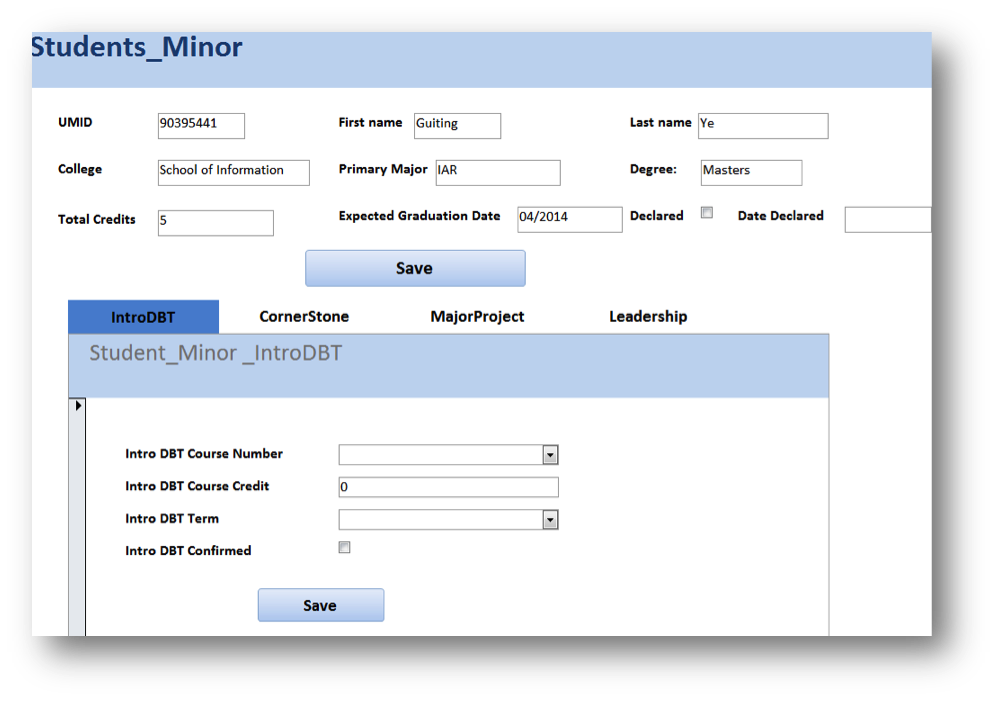 Students_Minor
UMID 90395441 First name Guiting Last name Ye
College School of Information Primary Major IAR Degree: Masters
Total Credits 5 Expected Graduation Date 04/2014 Declared Date Declared
Save
IntroDBT CornerStone MajorProject Leadership
Student_Minor _IntroDBT
Intro DBT Course Number
Intro DBT Course Credit 0
Intro DBT Term
Intro DBT Confirmed
Save